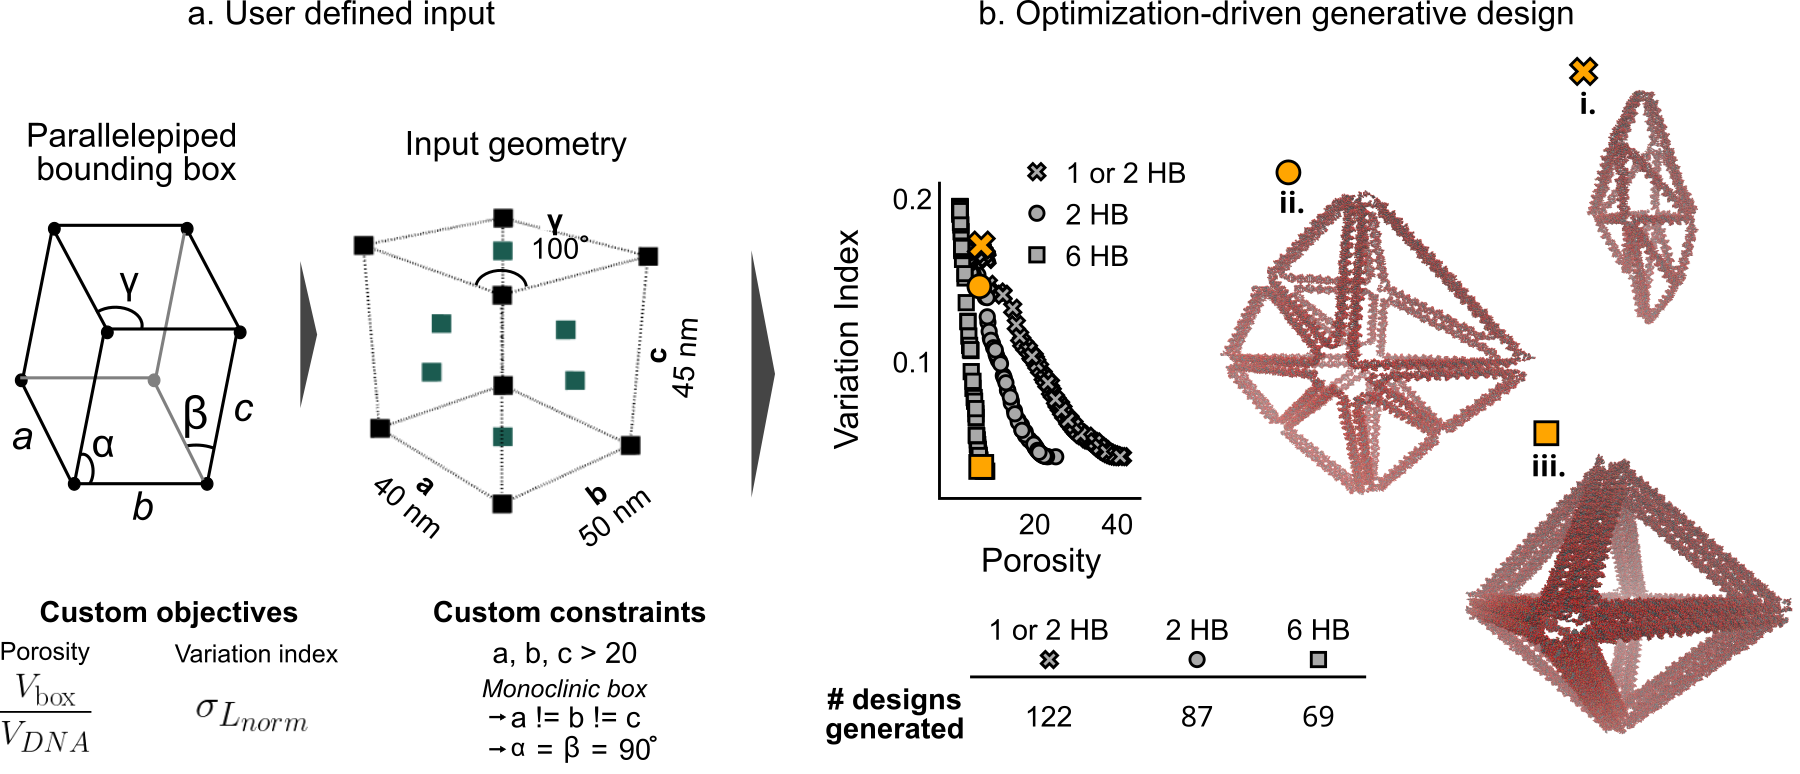 a. User defined input
b. Optimization-driven generative design
Parallelepiped
bounding box
γ
β
α
a
b
c
Input geometry
γ
100°
c
45 nm
a
40 nm
b
50 nm
Custom objectives
Porosity
V_box
V_DNA
Variation index
σ_L_norm
Custom constraints
a, b, c > 20
Monoclinic box
→a != b != c
→α = β = 90°
1 or 2 HB
2 HB
6 HB
0.2
0.1
Variation Index
20
40
Porosity
i.
ii.
iii.
1 or 2 HB
2 HB
6 HB
# designs
generated
122
87
69